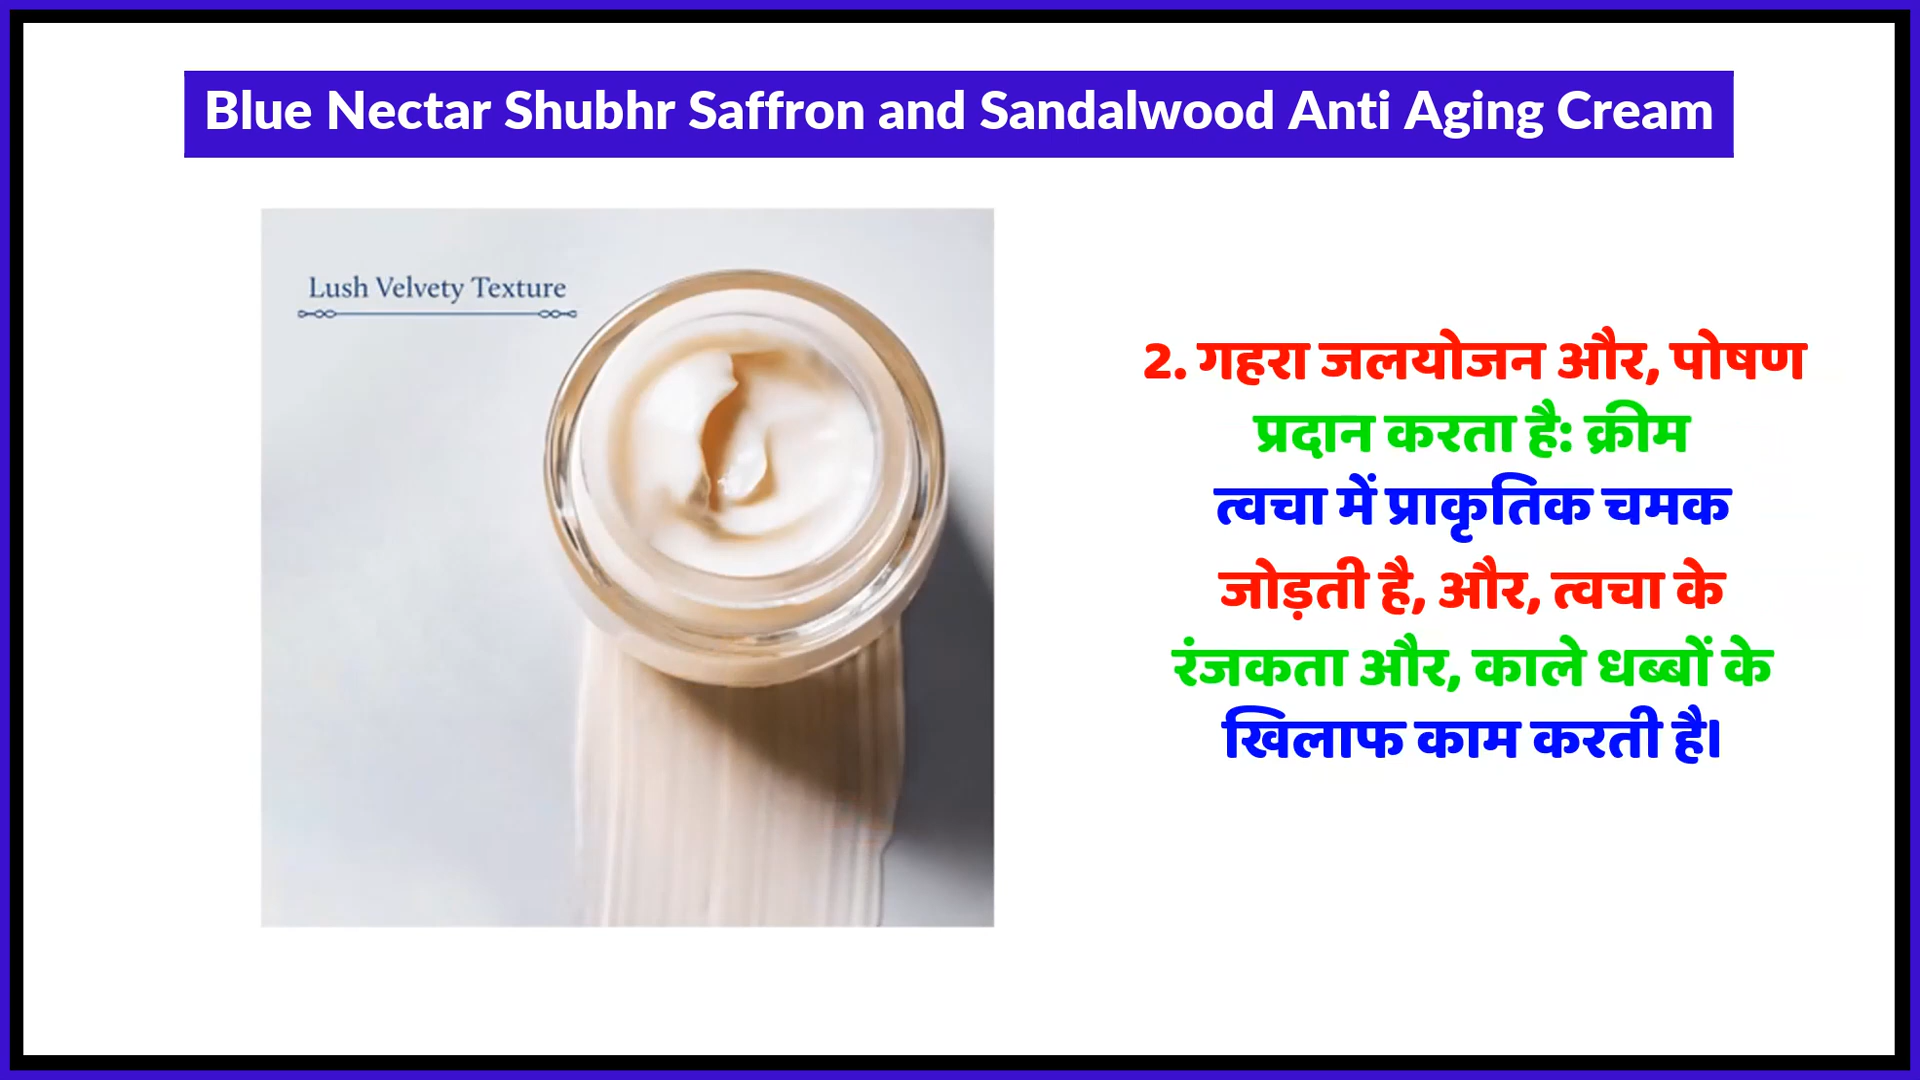 Blue Nectar Shubhr Saffron and Sandalwood Anti Aging Cream
Lush Velvety Texture
2. गहरा जलयोजन और, पोषण
प्रदान करता है: क्रीम
त्वचा में प्राकृतिक चमक
जोड़ती है, और, त्वचा के
रंजकता और, काले धब्बों के
खिलाफ काम करती है।